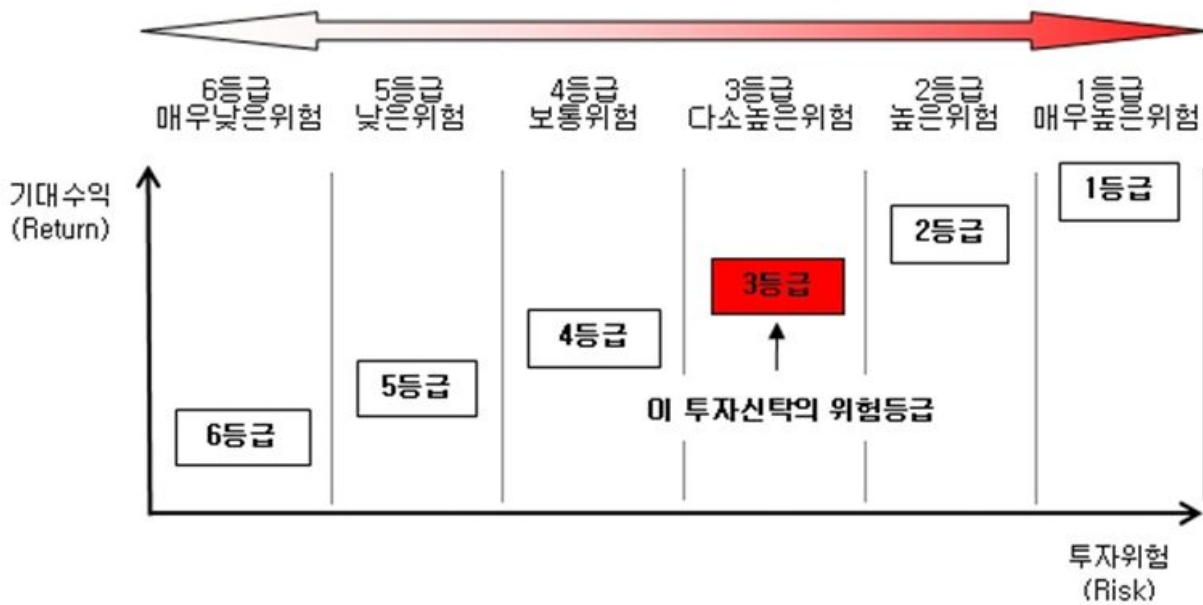 6등급 5등급 4등급 3등급 2등급 1등급
매우낮은위험 낮은위험 보통위험 다소높은위험 높은위험 매우높은위험
기대수익
(Return)
1등급
2등급
3등급
4등급
5등급
이 투자신탁의 위험등급
6등급
투자위험
(Risk)